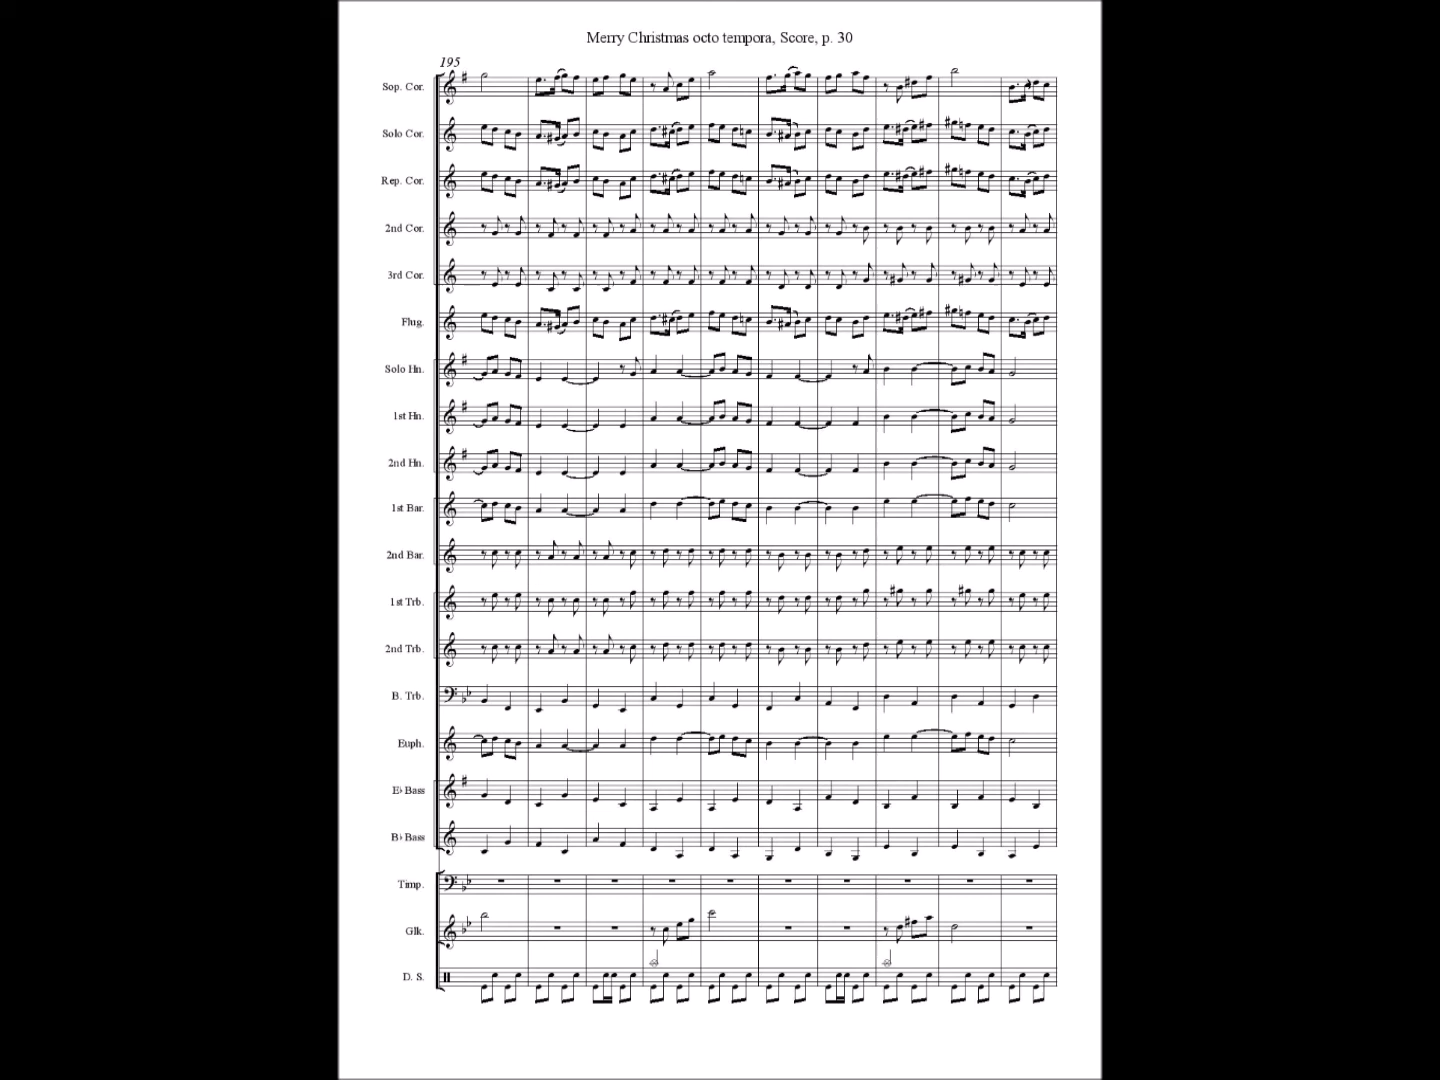 Merry Christmas octo tempora, Score, p. 30
195
Sop. Cor.
Solo Cor.
Rep. Cor.
2nd Cor.
3rd Cor.
Flug.
Solo Hn.
1st Hn.
2nd Hn.
1st Bar.
2nd Bar.
1st Trb.
2nd Trb.
B. Trb.
Euph.
E♭ Bass
B♭ Bass
Timp.
Glk.
D. S.